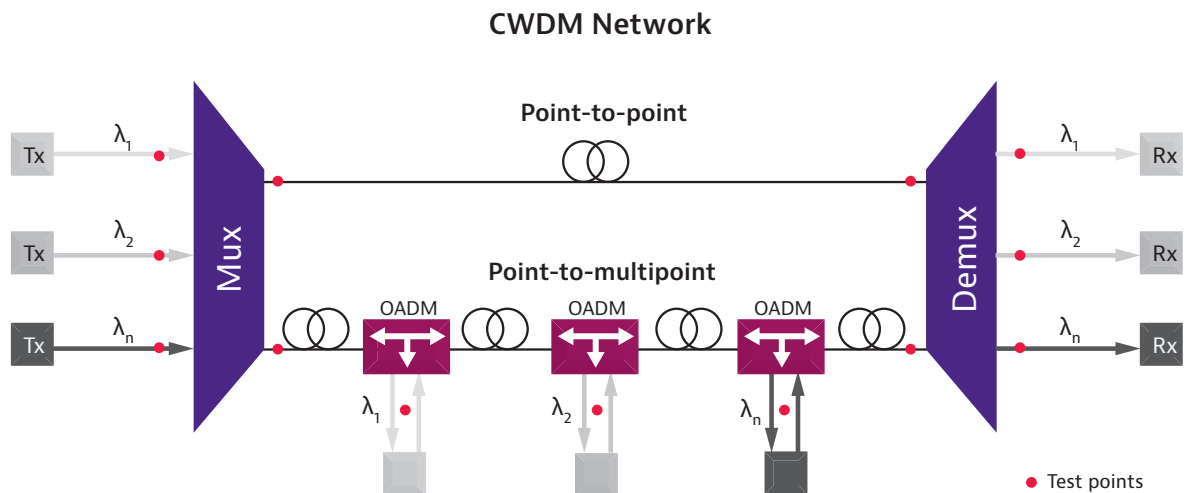 CWDM Network
Point-to-point
Tx
λ1
Mux
Demux
λ1
Rx
Tx
λ2
λ2
Rx
Point-to-multipoint
OADM
OADM
OADM
Tx
λn
λn
Rx
λ1
λ2
λn
Test points